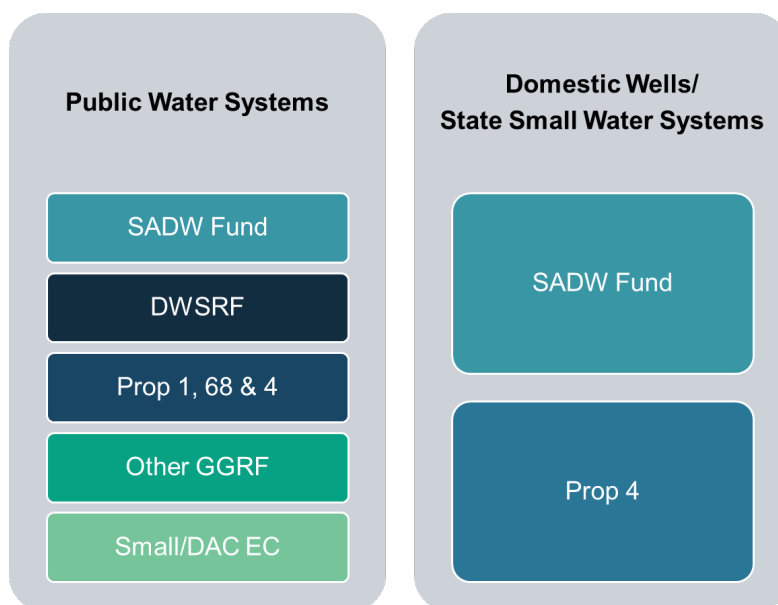 Public Water Systems
SADW Fund
DWSRF
Prop 1, 68 & 4
Other GGRF
Small/DAC EC
Domestic Wells/
State Small Water Systems
SADW Fund
Prop 4